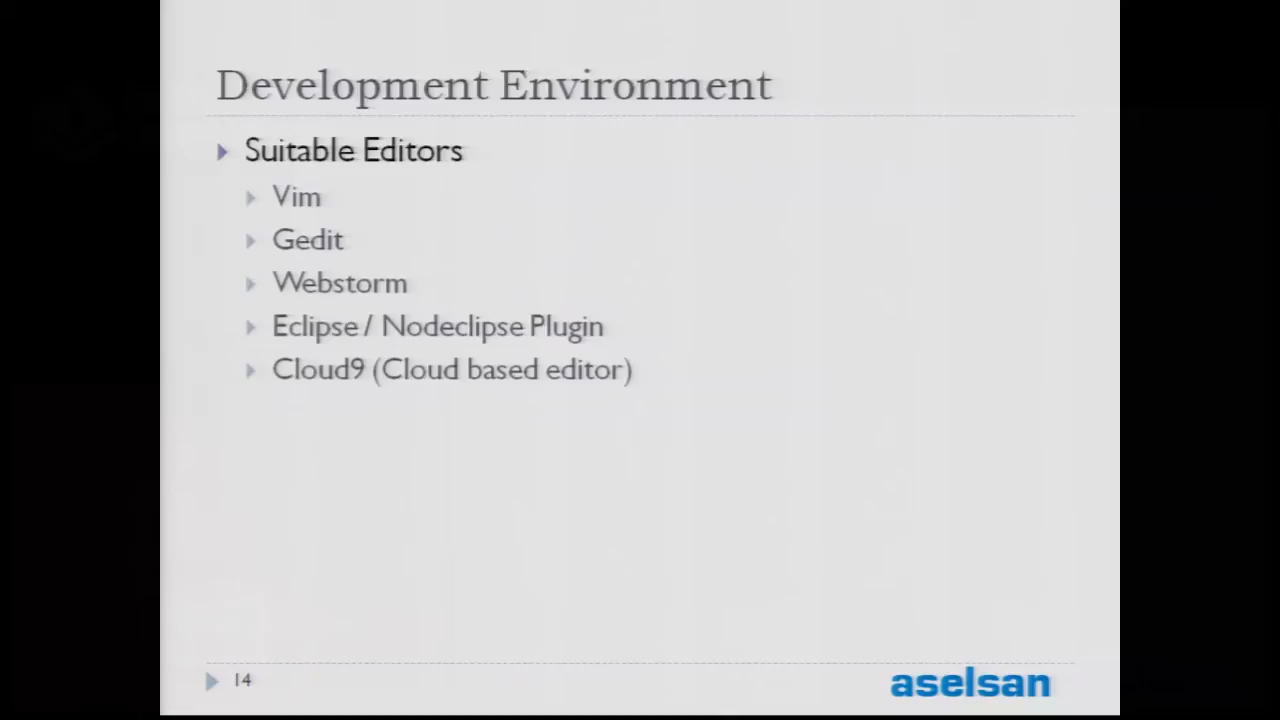 Development Environment
Suitable Editors
Vim
Gedit
Webstorm
Eclipse / Nodeclipse Plugin
Cloud9 (Cloud based editor)
14
aselsan